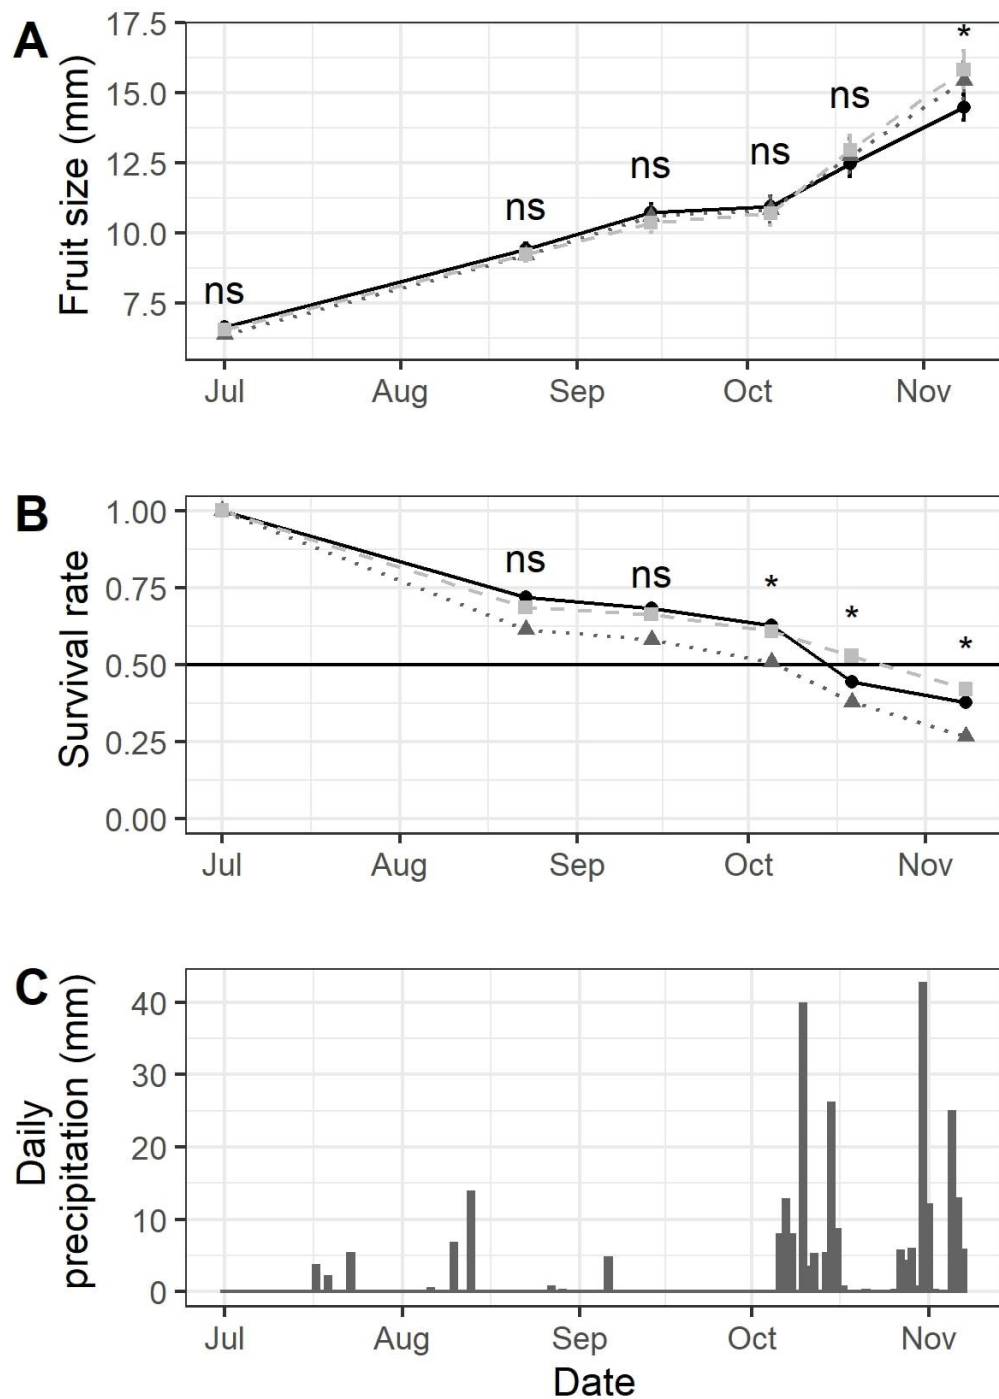 A
Fruit size (mm)
17.5
15.0
12.5
10.0
7.5
ns
ns
ns
ns
ns
*
Jul Aug Sep Oct Nov
B
Survival rate
1.00
0.75
0.50
0.25
0.00
ns
ns
*
*
*
Jul Aug Sep Oct Nov
C
Daily
precipitation (mm)
40
30
20
10
0
Jul Aug Sep Oct Nov
Date